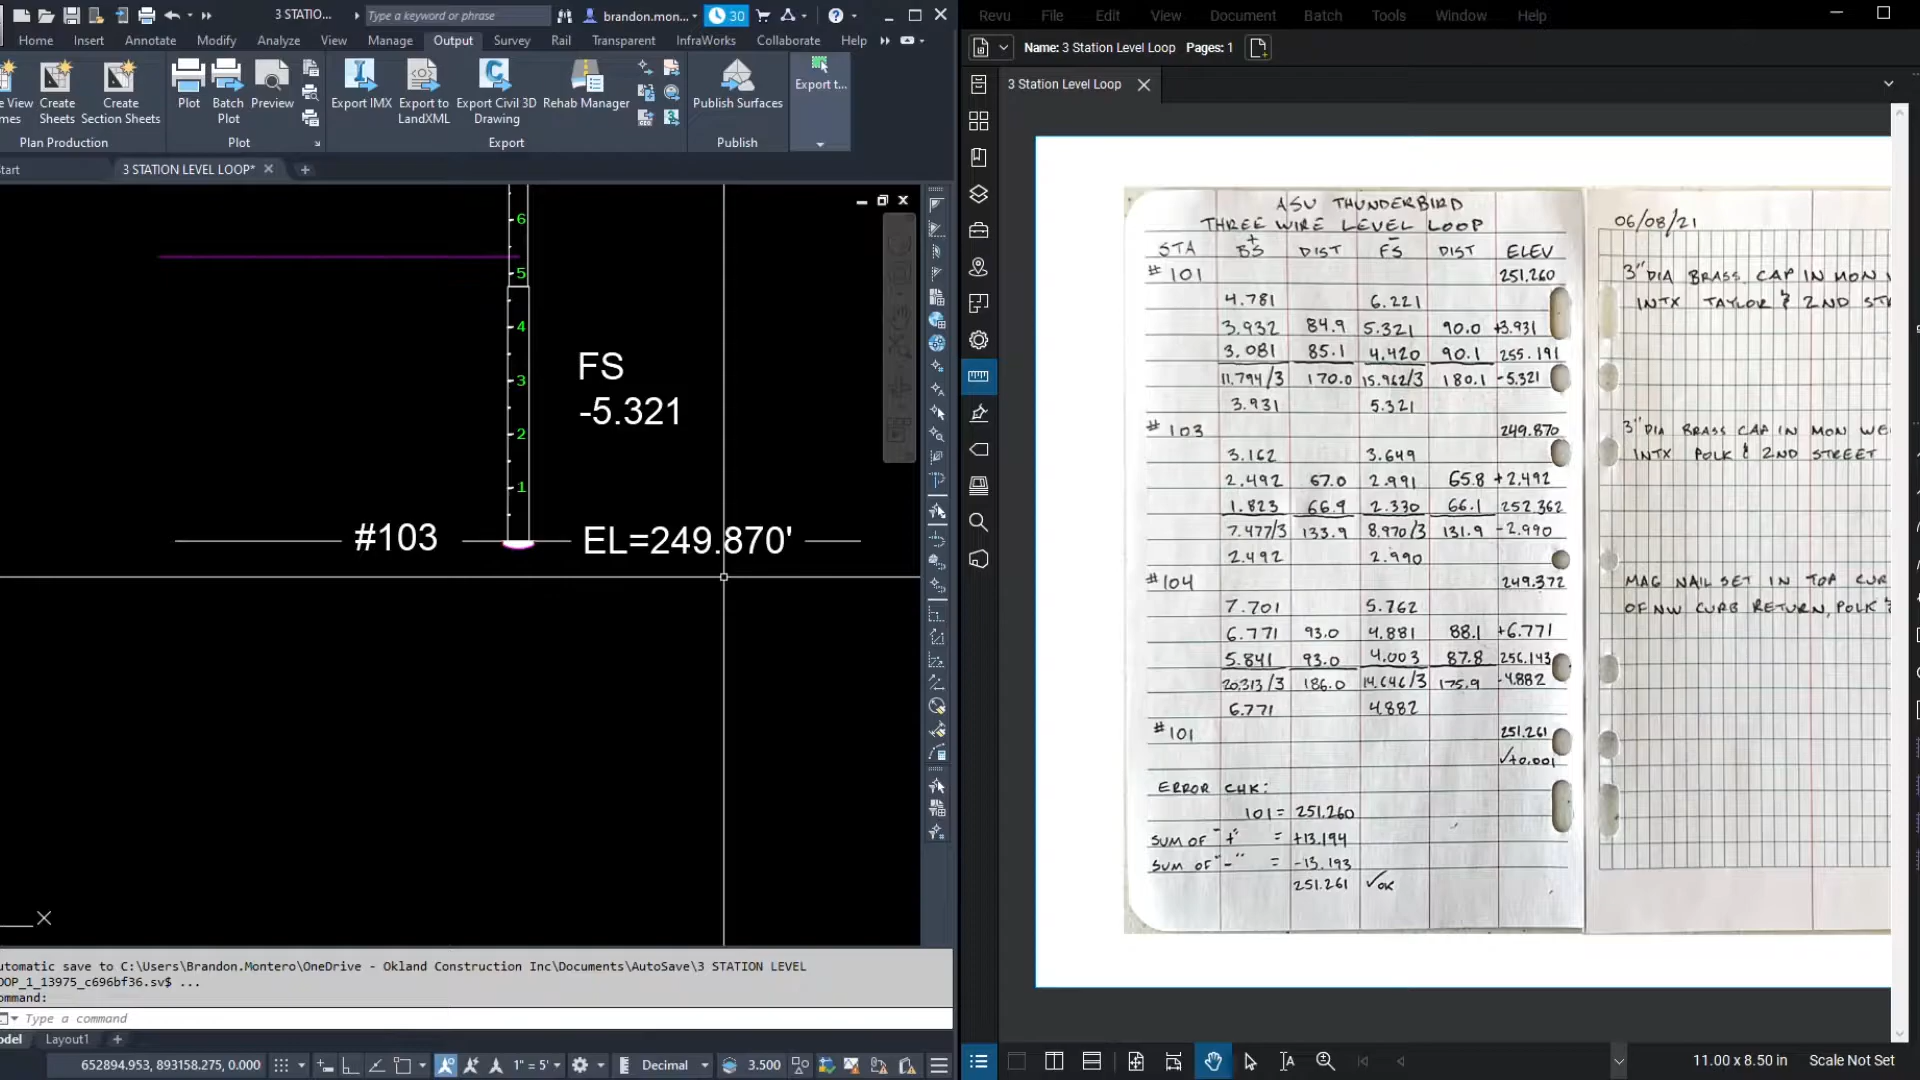 3 STATIO...
Type a keyword or phrase
brandon.mon...
30
Home Insert Annotate Modify Analyze View Manage Output Survey Rail Transparent InfraWorks Collaborate Help
Create Sheets
Create Section Sheets
Plot
Batch Plot
Preview
Export IMX
Export to LandXML
Export Civil 3D Drawing
Rehab Manager
Publish Surfaces
Export t...
Plan Production
Plot
Export
Publish
3 STATION LEVEL LOOP*
6
5
4
3
2
1
FS
-5.321
#103
EL=249.870'
utomatic save to C:\Users\Brandon.Montero\OneDrive - Okland Construction Inc\Documents\AutoSave\3 STATION LEVEL
OOP_1_13975_c696bf36.sv$ ...
ommand:
Type a command
odel
Layout1
652894.953, 893158.275, 0.000
1" = 5'
Decimal
3.500
Revu File Edit View Document Batch Tools Window Help
Name: 3 Station Level Loop Pages: 1
3 Station Level Loop
ASU THUNDERBIRD
THREE WIRE LEVEL LOOP
+ −
STA BS DIST FS DIST ELEV
#101 251.260
4.781 6.221
3.932 84.9 5.321 90.0 +3.931
3.081 85.1 4.420 90.1 255.191
11.794/3 170.0 15.962/3 180.1 -5.321
3.931 5.321
#103 249.870
3.162 3.649
2.492 67.0 2.991 65.8 +2.492
1.823 66.9 2.330 66.1 252.362
7.477/3 133.9 8.970/3 131.9 -2.990
2.492 2.990
#104 249.372
7.701 5.762
6.771 93.0 4.881 88.1 +6.771
5.841 93.0 4.003 87.8 256.143
20.313/3 186.0 14.646/3 175.9 -4.882
6.771 4.882
#101 251.261
✓+0.001
ERROR CHK:
101 = 251.260
SUM OF "+" = +13.194
SUM OF "-" = -13.193
251.261 ✓OK
06/08/21
3" DIA BRASS CAP IN MON
INTX TAYLOR & 2ND
3" DIA BRASS CAP IN MON WE
INTX POLK & 2ND STREET
MAG NAIL SET IN TOP CUR
OF NW CURB RETURN, POLK &
11.00 x 8.50 in
Scale Not Set